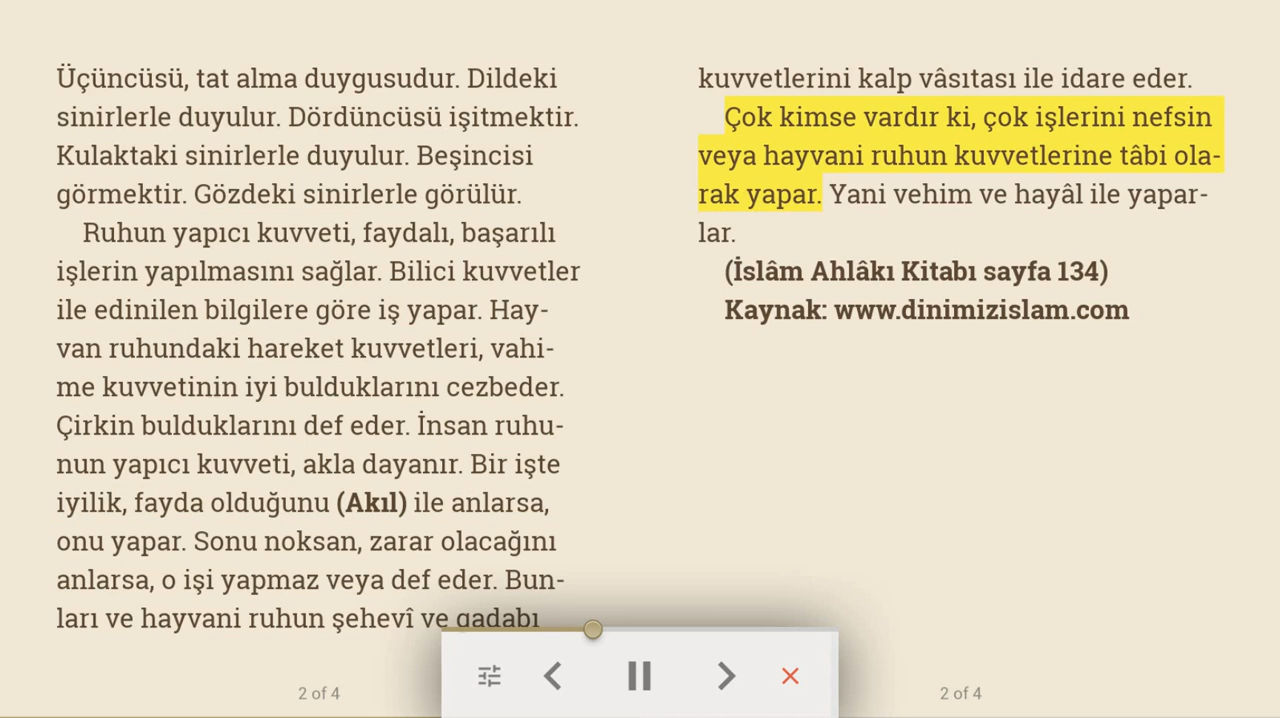 Üçüncüsü, tat alma duygusudur. Dildeki
sinirlerle duyulur. Dördüncüsü işitmektir.
Kulaktaki sinirlerle duyulur. Beşincisi
görmektir. Gözdeki sinirlerle görülür.
Ruhun yapıcı kuvveti, faydalı, başarılı
işlerin yapılmasını sağlar. Bilici kuvvetler
ile edinilen bilgilere göre iş yapar. Hay-
van ruhundaki hareket kuvvetleri, vahi-
me kuvvetinin iyi bulduklarını cezbeder.
Çirkin bulduklarını def eder. İnsan ruhu-
nun yapıcı kuvveti, akla dayanır. Bir işte
iyilik, fayda olduğunu (Akıl) ile anlarsa,
onu yapar. Sonu noksan, zarar olacağını
anlarsa, o işi yapmaz veya def eder. Bun-
ları ve hayvani ruhun şehevî ve gadabı
2 of 4
kuvvetlerini kalp vâsıtası ile idare eder.
Çok kimse vardır ki, çok işlerini nefsin
veya hayvani ruhun kuvvetlerine tâbi ola-
rak yapar. Yani vehim ve hayâl ile yapar-
lar.
(İslâm Ahlâkı Kitabı sayfa 134)
Kaynak: www.dinimizislam.com
2 of 4